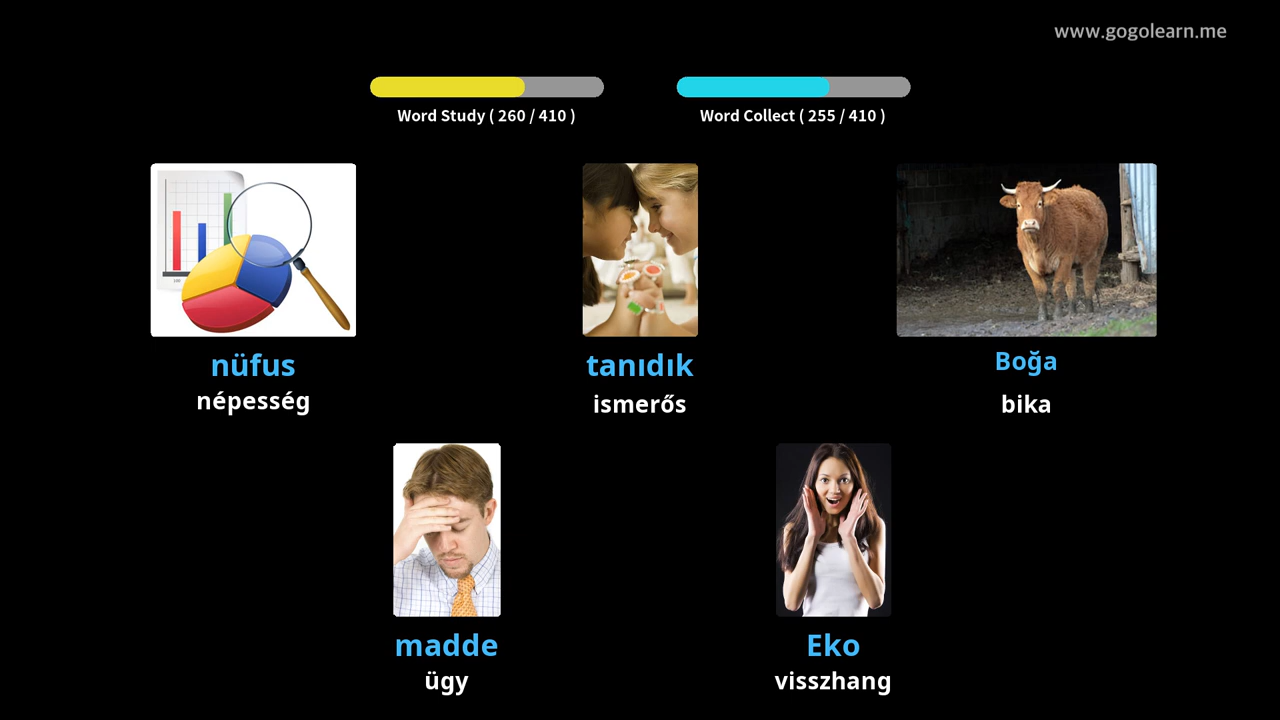 www.gogolearn.me
Word Study ( 260 / 410 )
Word Collect ( 255 / 410 )
nüfus
népesség
tanıdık
ismerős
Boğa
bika
madde
ügy
Eko
visszhang